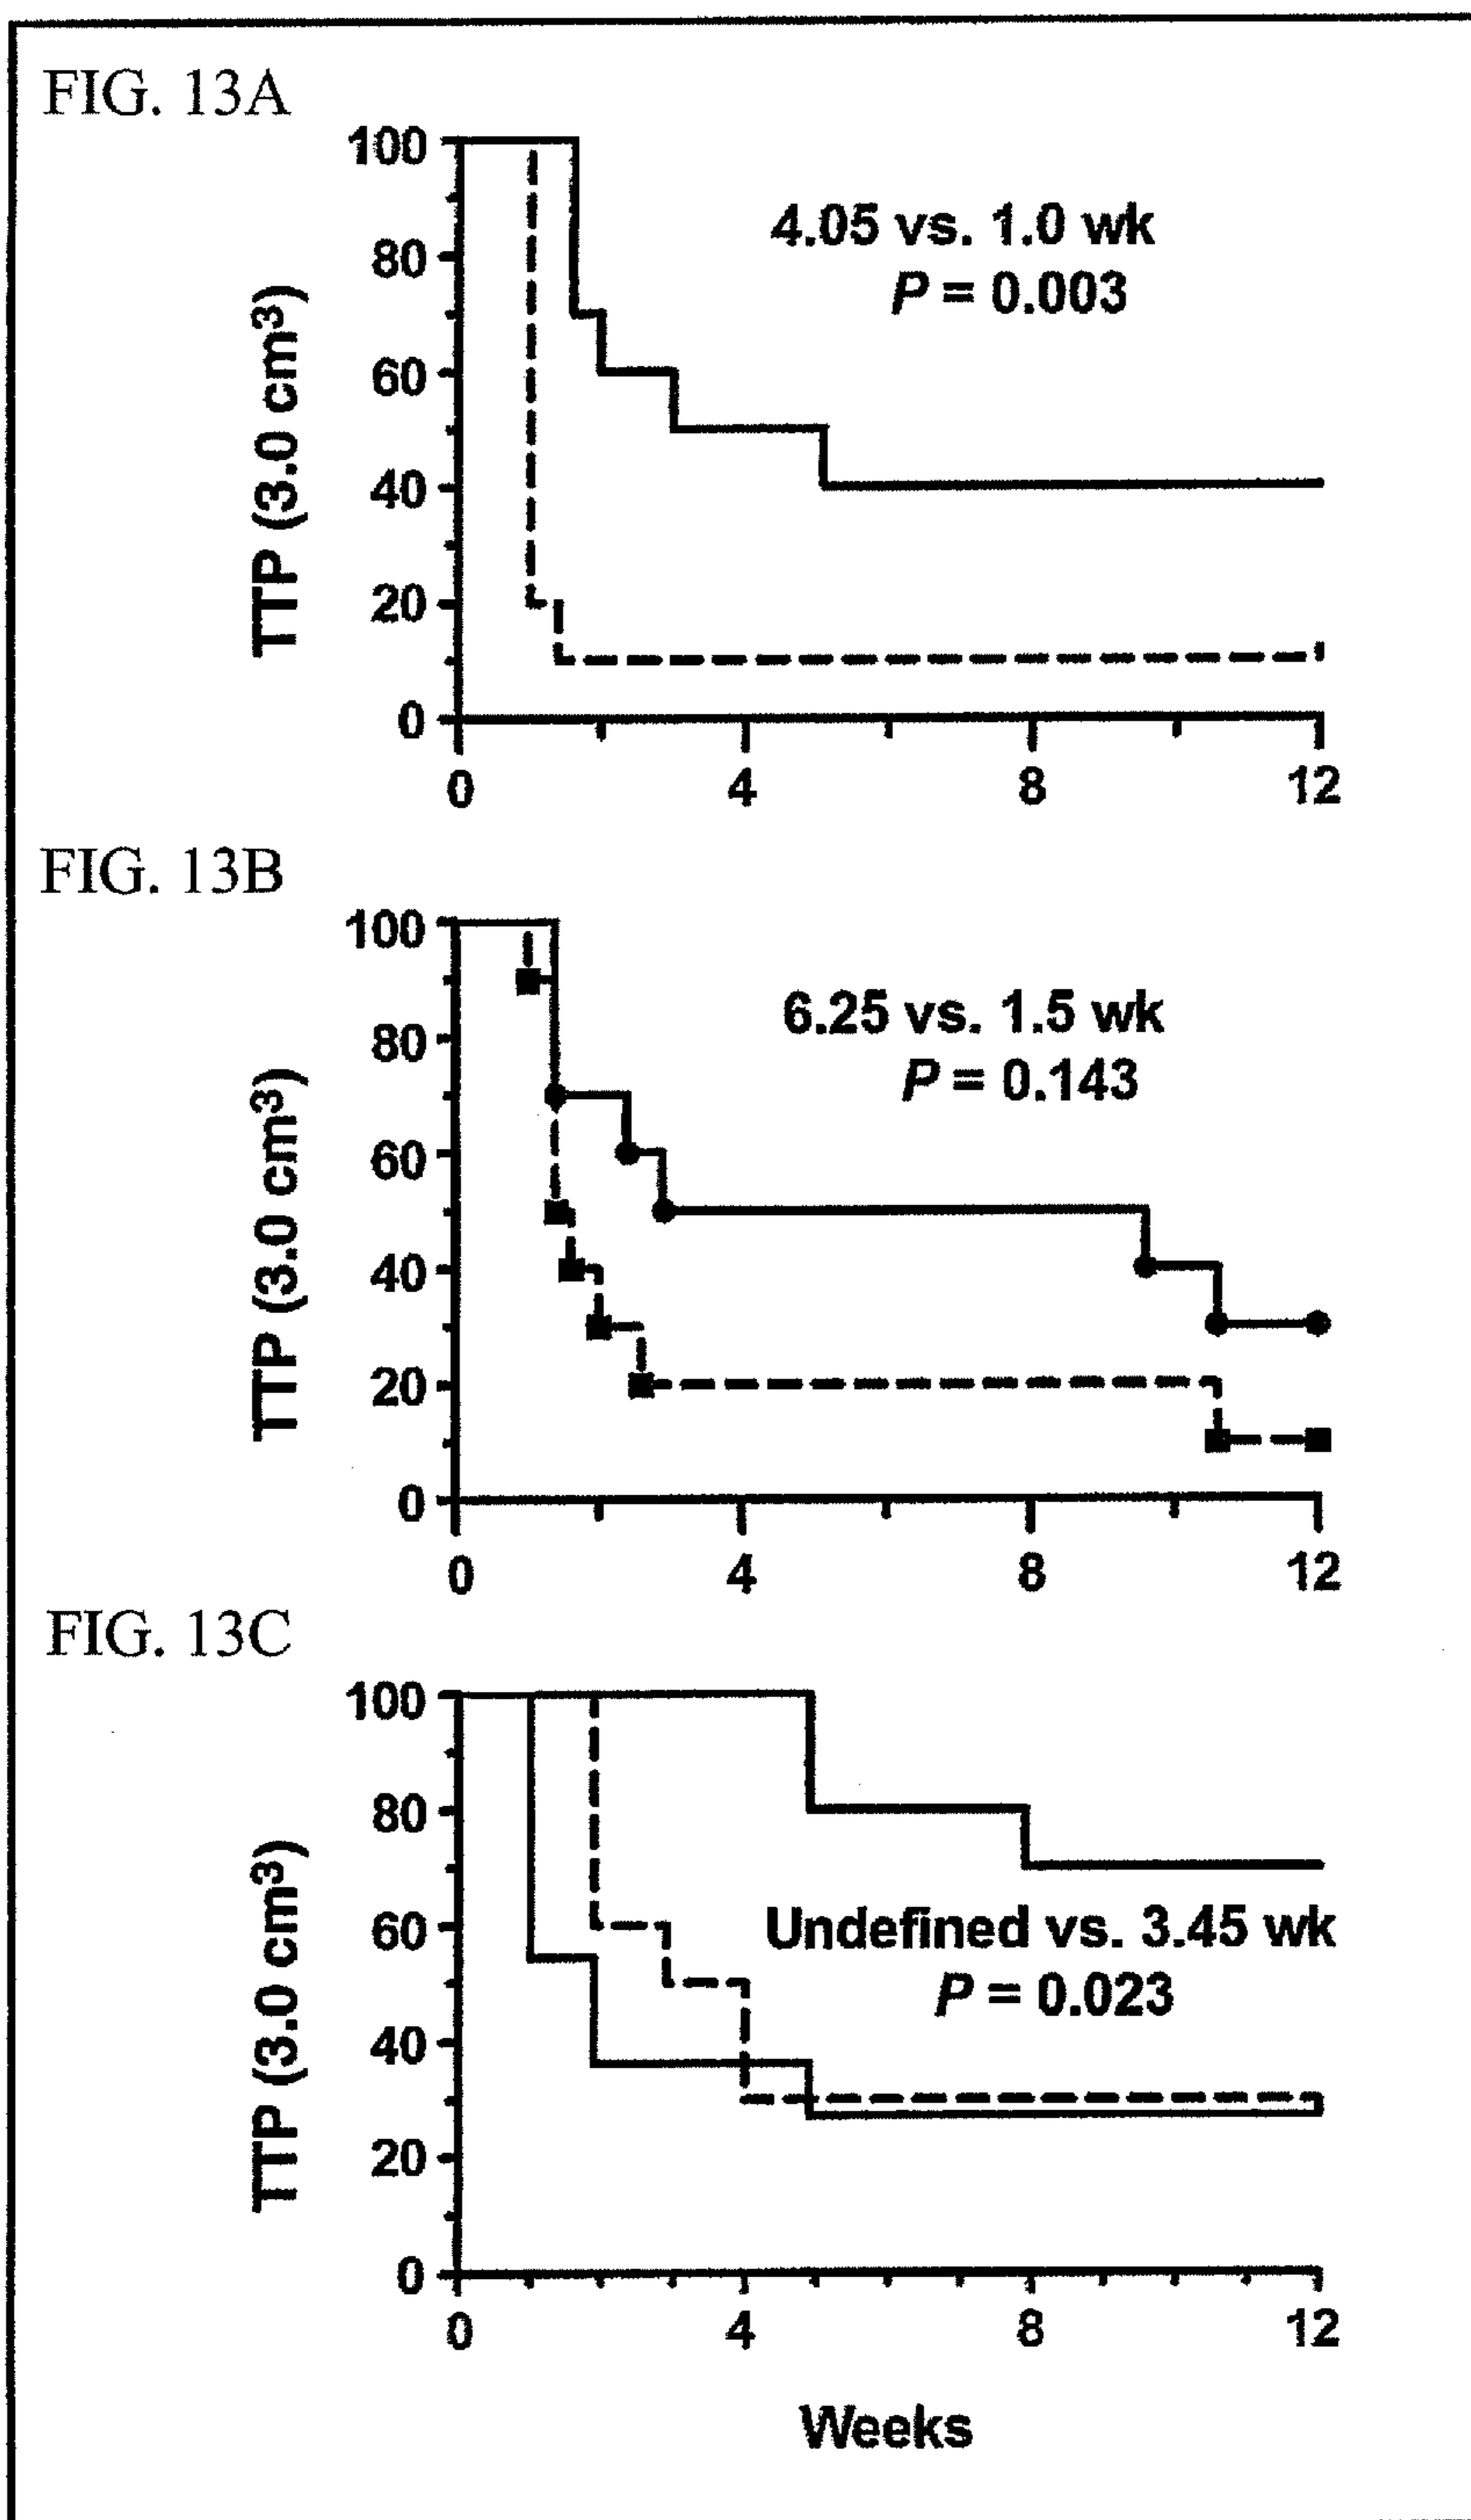 FIG. 13A
100
80
60
40
20
0
TTP (3.0 cm³)
4.05 vs. 1.0 wk
P = 0.003
0 4 8 12
FIG. 13B
100
80
60
40
20
0
TTP (3.0 cm³)
6.25 vs. 1.5 wk
P = 0.143
0 4 8 12
FIG. 13C
100
80
60
40
20
0
TTP (3.0 cm³)
Undefined vs. 3.45 wk
P = 0.023
0 4 8 12
Weeks